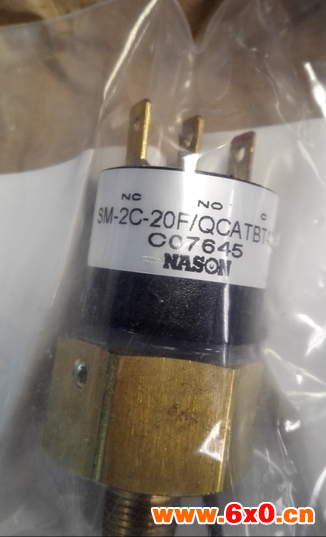 NC NO C
SM-2C-20F/QCATBT
C07645
NASON
www.6x0.cn